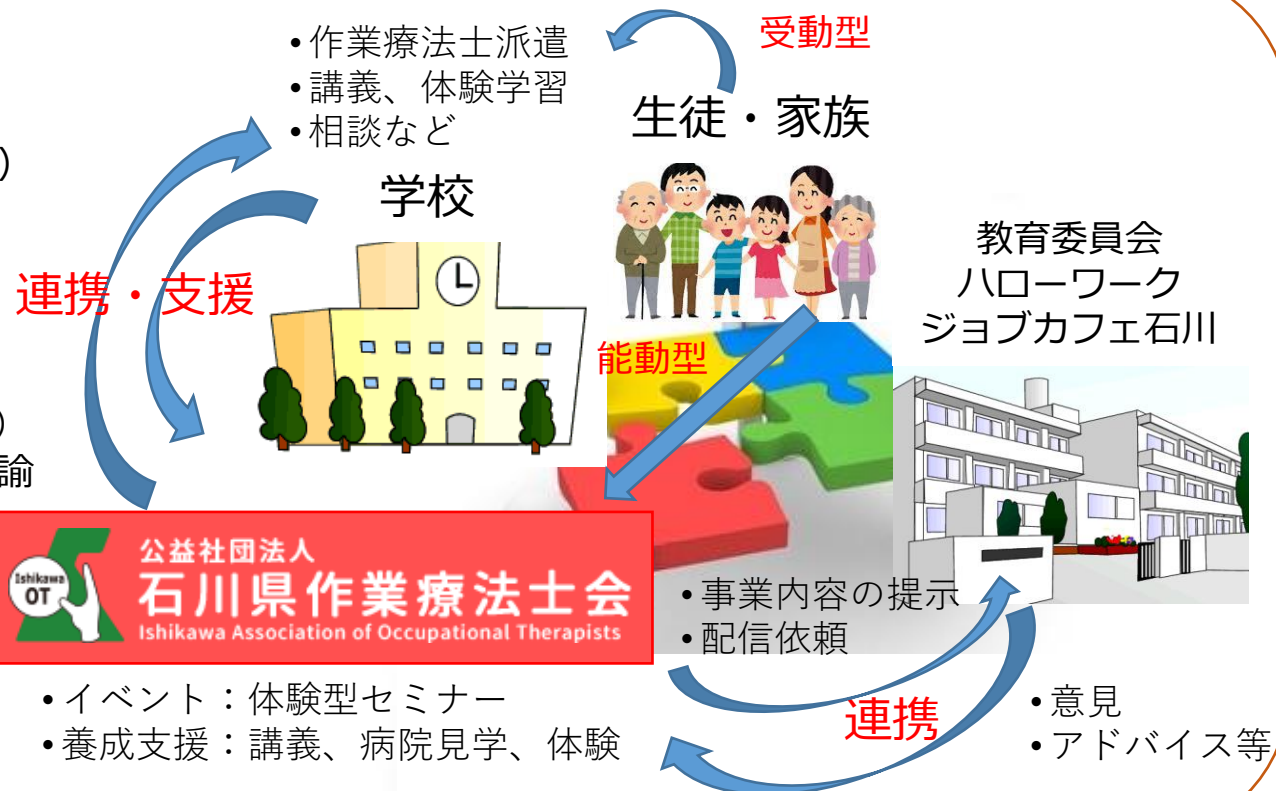 •作業療法士派遣
•講義、体験学習
•相談など
受動型
生徒・家族
)
学校
教育委員会
ハローワーク
ジョブカフェ石川
連携・支援
能動型
)
諭
Ishikawa
OT
公益社団法人
石川県作業療法士会
Ishikawa Association of Occupational Therapists
•事業内容の提示
•配信依頼
•イベント：体験型セミナー
•養成支援：講義、病院見学、体験
連携
•意見
•アドバイス等